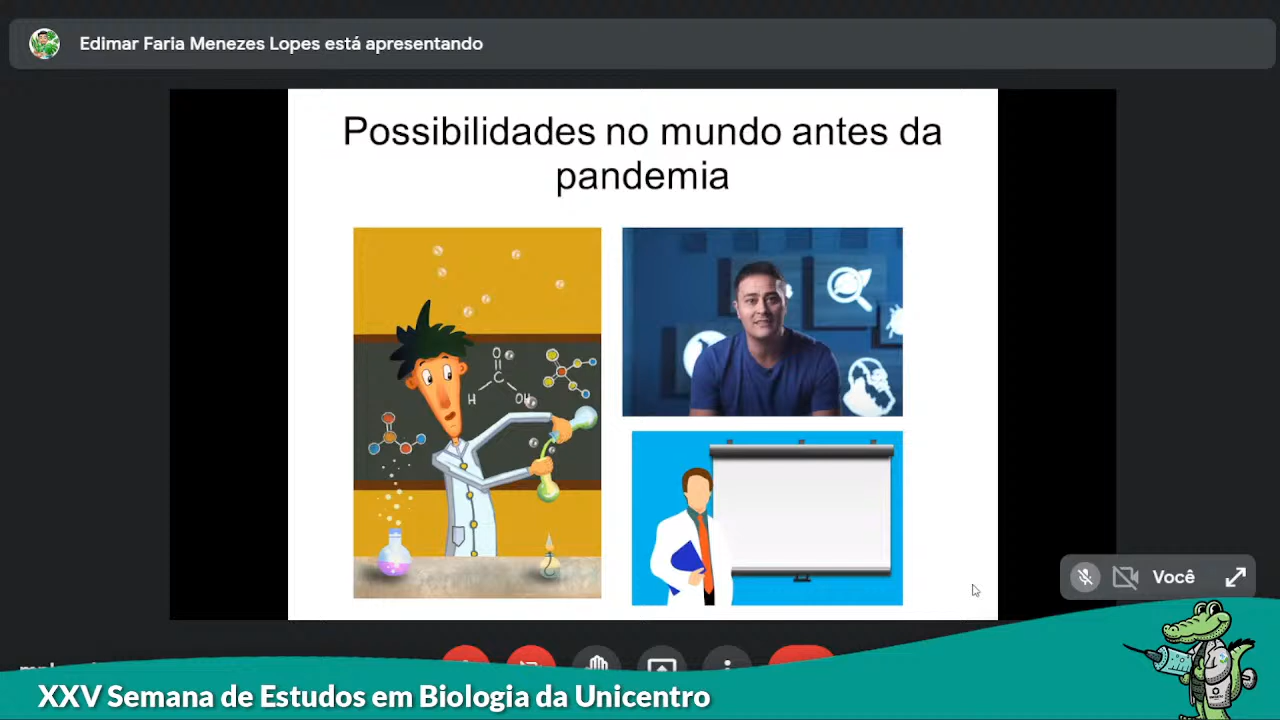 Edimar Faria Menezes Lopes está apresentando
Possibilidades no mundo antes da
pandemia
O
C
H
OH
Você
XXV Semana de Estudos em Biologia da Unicentro